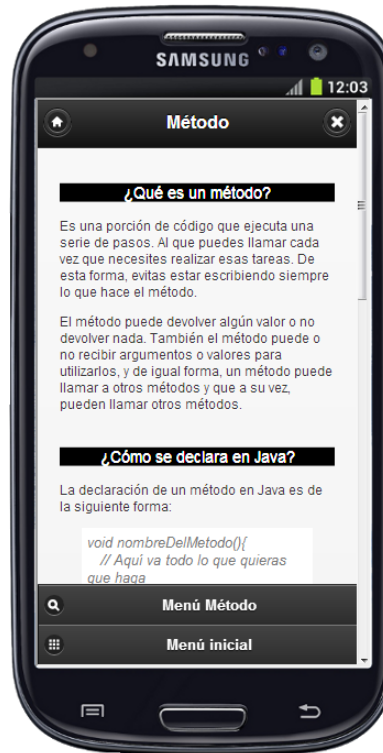 SAMSUNG
12:03
Método
¿Qué es un método?
Es una porción de código que ejecuta una
serie de pasos. Al que puedes llamar cada
vez que necesites realizar esas tareas. De
esta forma, evitas estar escribiendo siempre
lo que hace el método.
El método puede devolver algún valor o no
devolver nada. También el método puede o
no recibir argumentos o valores para
utilizarlos, y de igual forma, un método puede
llamar a otros métodos y que a su vez,
pueden llamar otros métodos.
¿Cómo se declara en Java?
La declaración de un método en Java es de
la siguiente forma:
void nombreDelMetodo(){
// Aquí va todo lo que quieras
que haga
Menú Método
Menú inicial